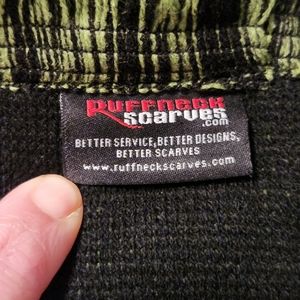 RUFFNECK
SCARVES
.com
BETTER SERVICE, BETTER DESIGNS,
BETTER SCARVES
www.ruffneckscarves.com